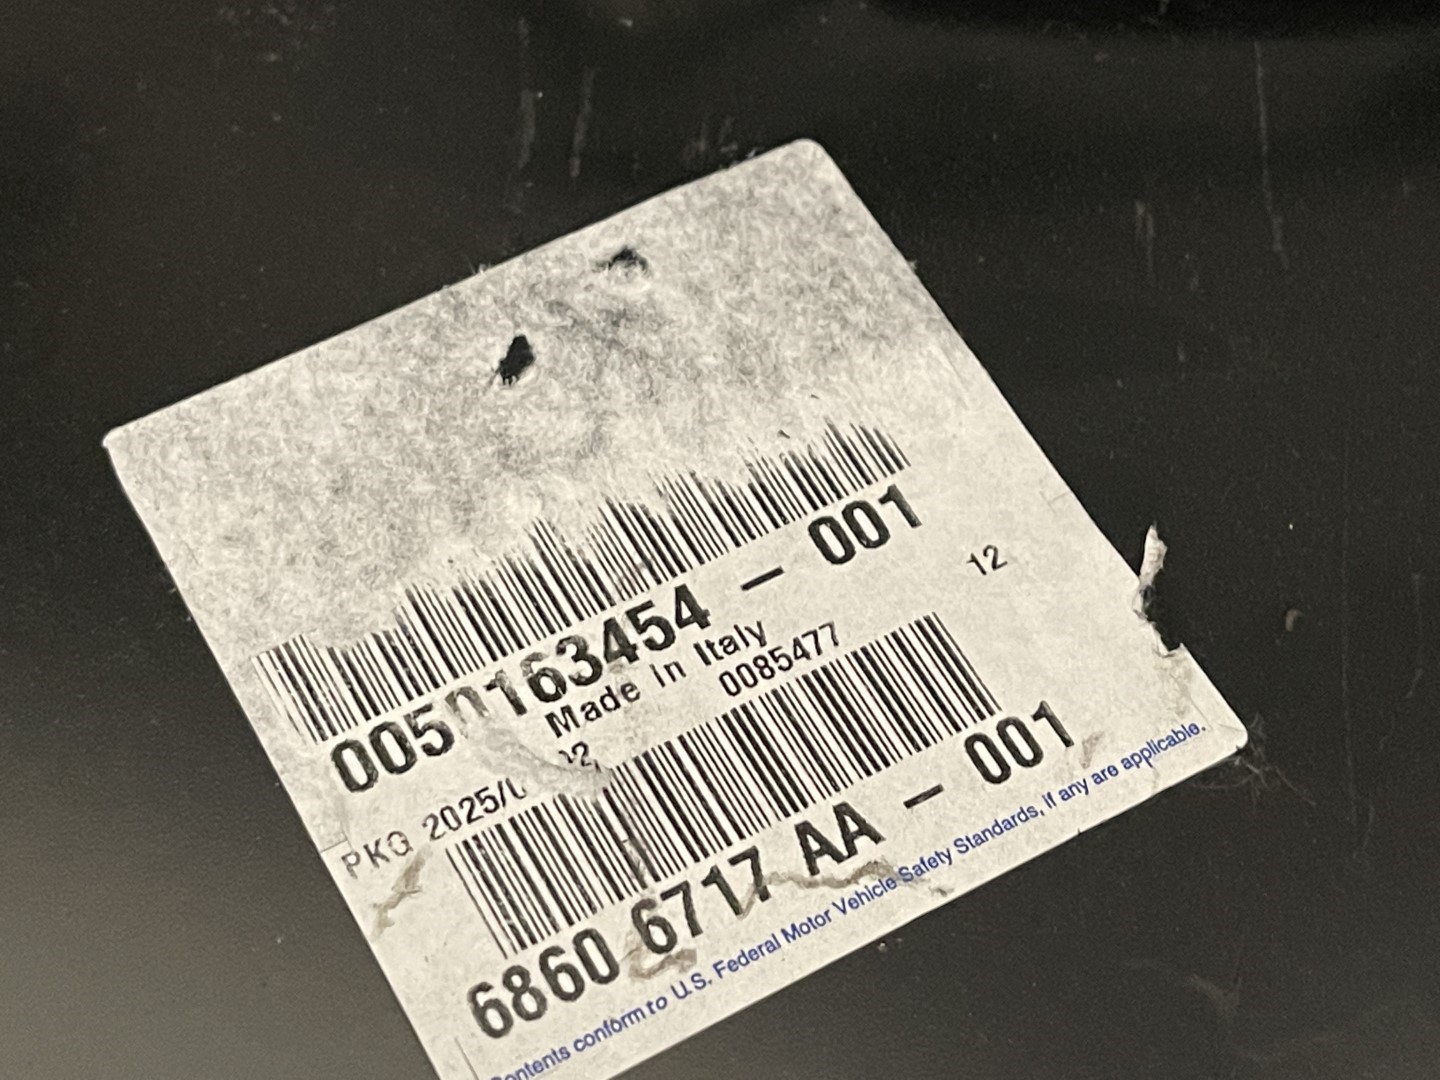 0050163454 - 001
Made In Italy
12
0085477
PKG
6860 6717 AA - 001
Contents conform to U.S. Federal Motor Vehicle Safety Standards, if any are applicable.